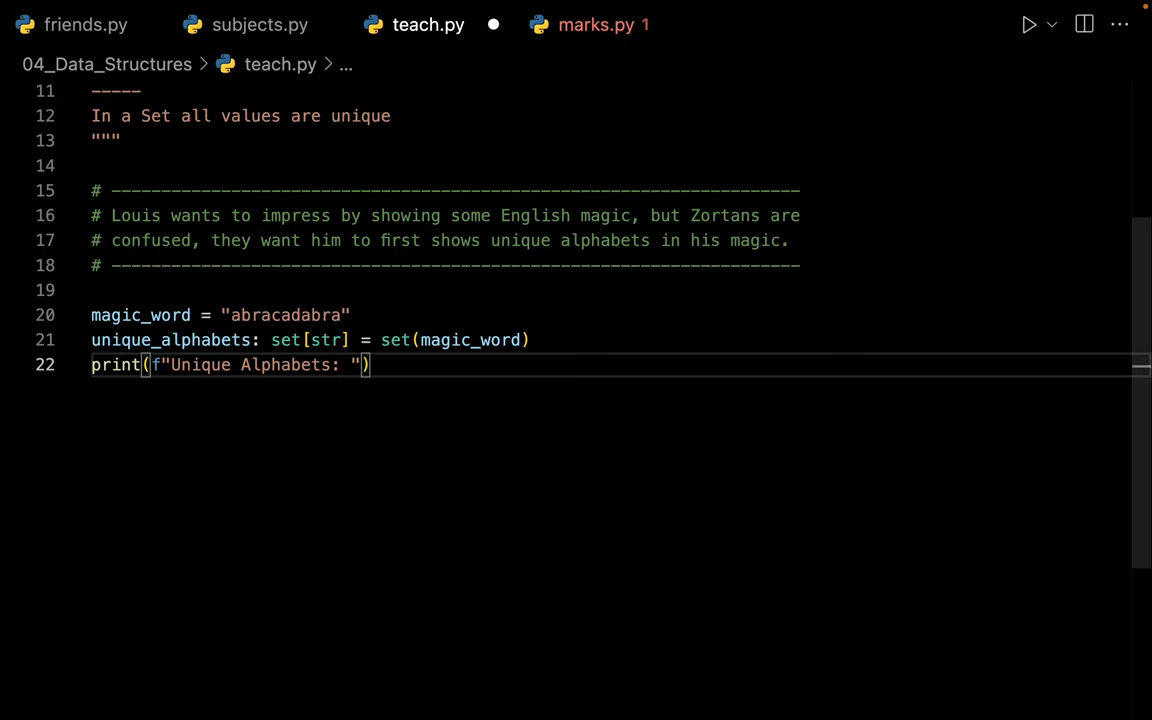 friends.py subjects.py teach.py marks.py 1
04_Data_Structures > teach.py > ...
11 -----
12 In a Set all values are unique
13 """
14
15 # ---------------------------------------------------------------------
16 # Louis wants to impress by showing some English magic, but Zortans are
17 # confused, they want him to first shows unique alphabets in his magic.
18 # ---------------------------------------------------------------------
19
20 magic_word = "abracadabra"
21 unique_alphabets: set[str] = set(magic_word)
22 print(f"Unique Alphabets: ")